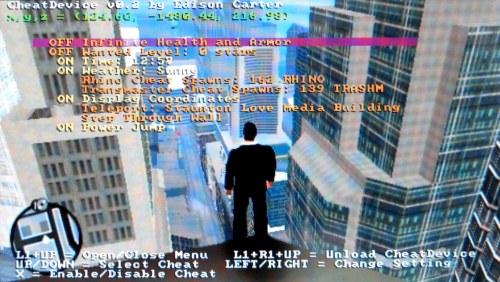 CheatDevice v0.2 by Edison Carter
x,y,z = (124.66, -1480.44, 216.98)
OFF Infinite Health and Armor
OFF Wanted Level: 6 stars
ON Time: 12:57
ON Weather: Sunny
Rhino Cheat Spawns: 162 RHINO
Trashmaster Cheat Spawns: 139 TRASHM
ON Display Coordinates
Teleport: Staunton Love Media Building
Step Through Wall
ON Power Jump
L1+UP = Open/Close Menu L1+R1+UP = Unload CheatDevice
UP/DOWN = Select Cheat LEFT/RIGHT = Change Setting
X = Enable/Disable Cheat